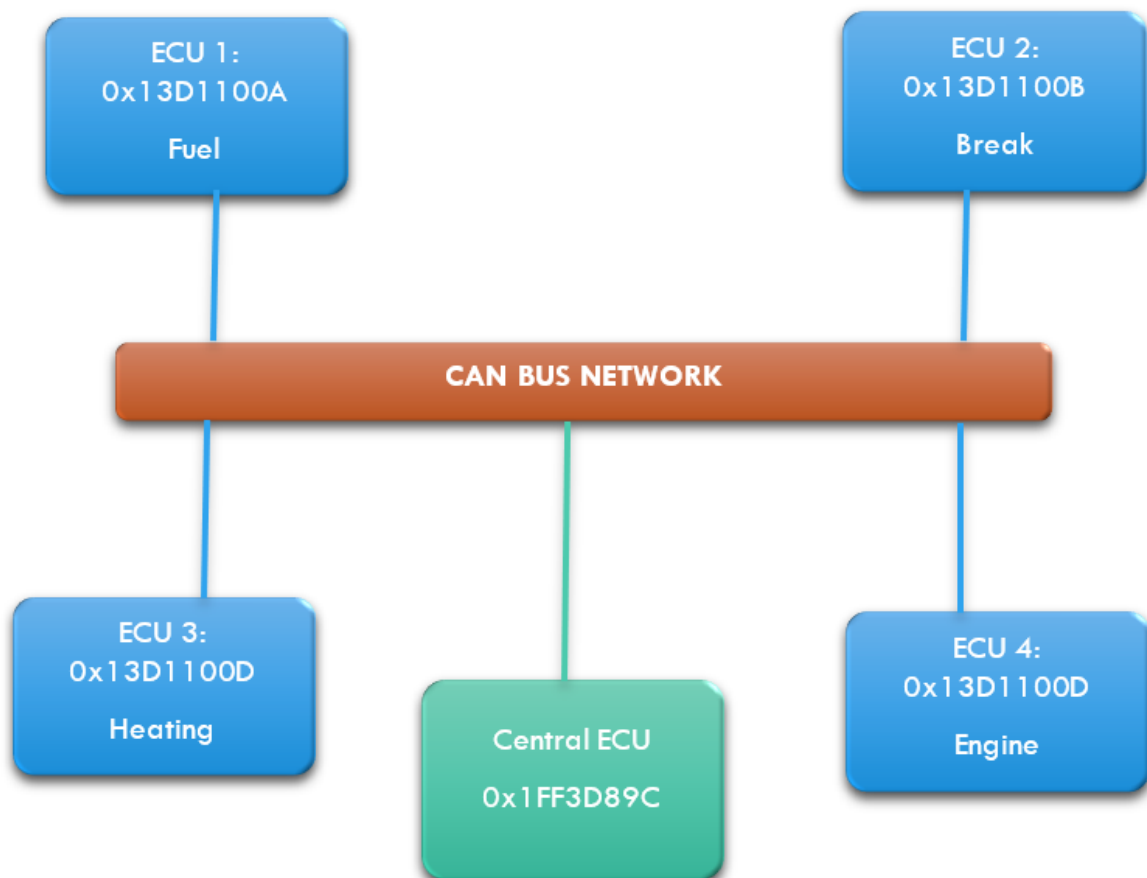 ECU 1:
0x13D1100A
Fuel
ECU 2:
0x13D1100B
Break
CAN BUS NETWORK
ECU 3:
0x13D1100D
Heating
ECU 4:
0x13D1100D
Engine
Central ECU
0x1FF3D89C